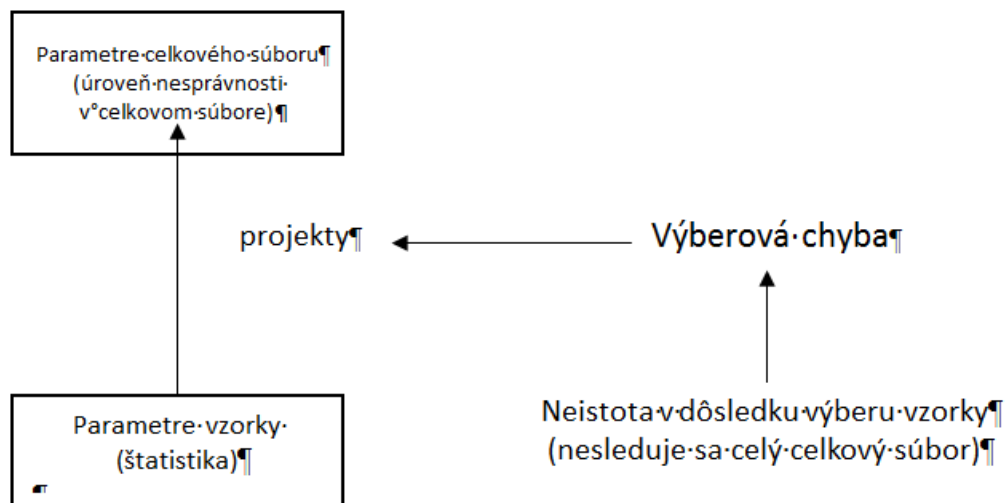 Parametre·celkového·súboru¶
(úroveň·nesprávnosti·
v°celkovom·súbore)¶
projekty¶
Výberová·chyba¶
Parametre·vzorky·
(štatistika)¶
¶
Neistota·v·dôsledku·výberu·vzorky¶
(nesleduje·sa·celý·celkový·súbor)¶